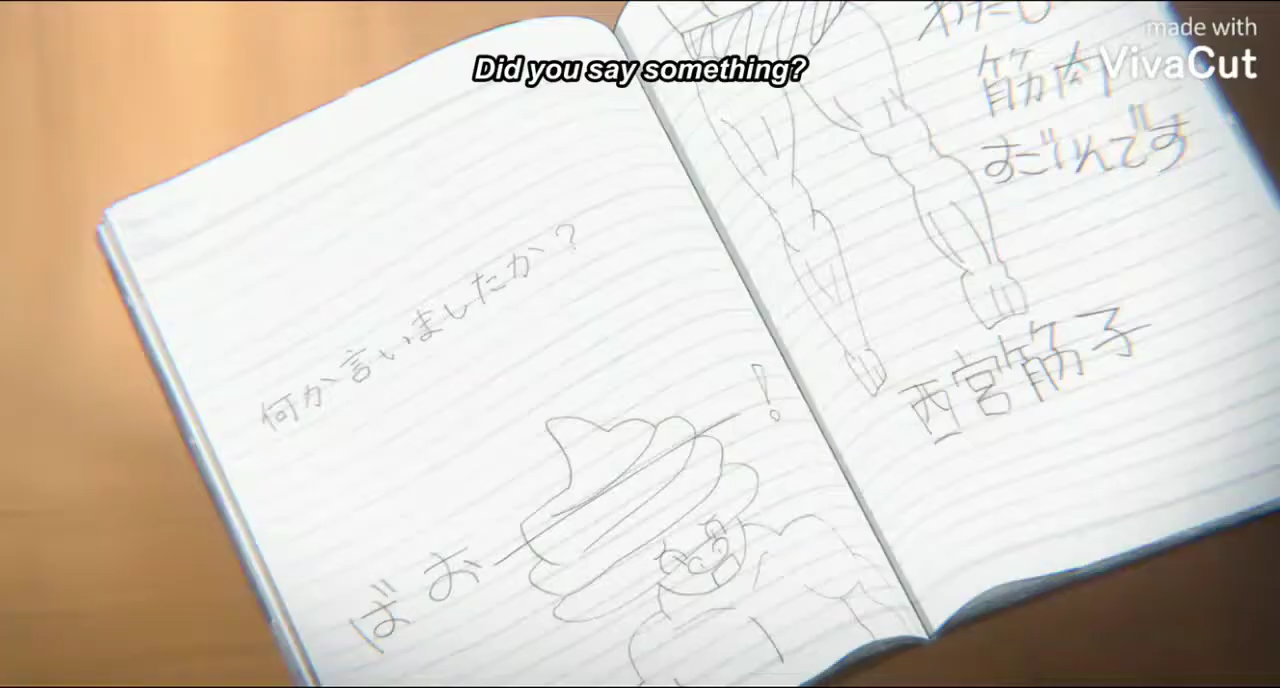 Did you say something?
made with
VivaCut
何か言いましたか?
ばおー!
わたし
筋肉
すごいんです
西宮筋子